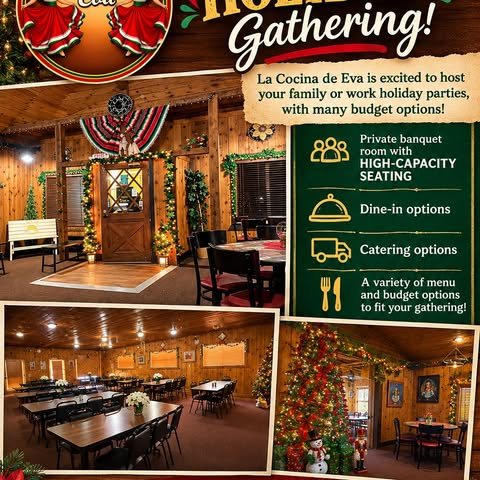 Eva
Gathering!
La Cocina de Eva is excited to host
your family or work holiday parties,
with many budget options!
Private banquet
room with
HIGH-CAPACITY
SEATING
Dine-in options
Catering options
A variety of menu
and budget options
to fit your gathering!